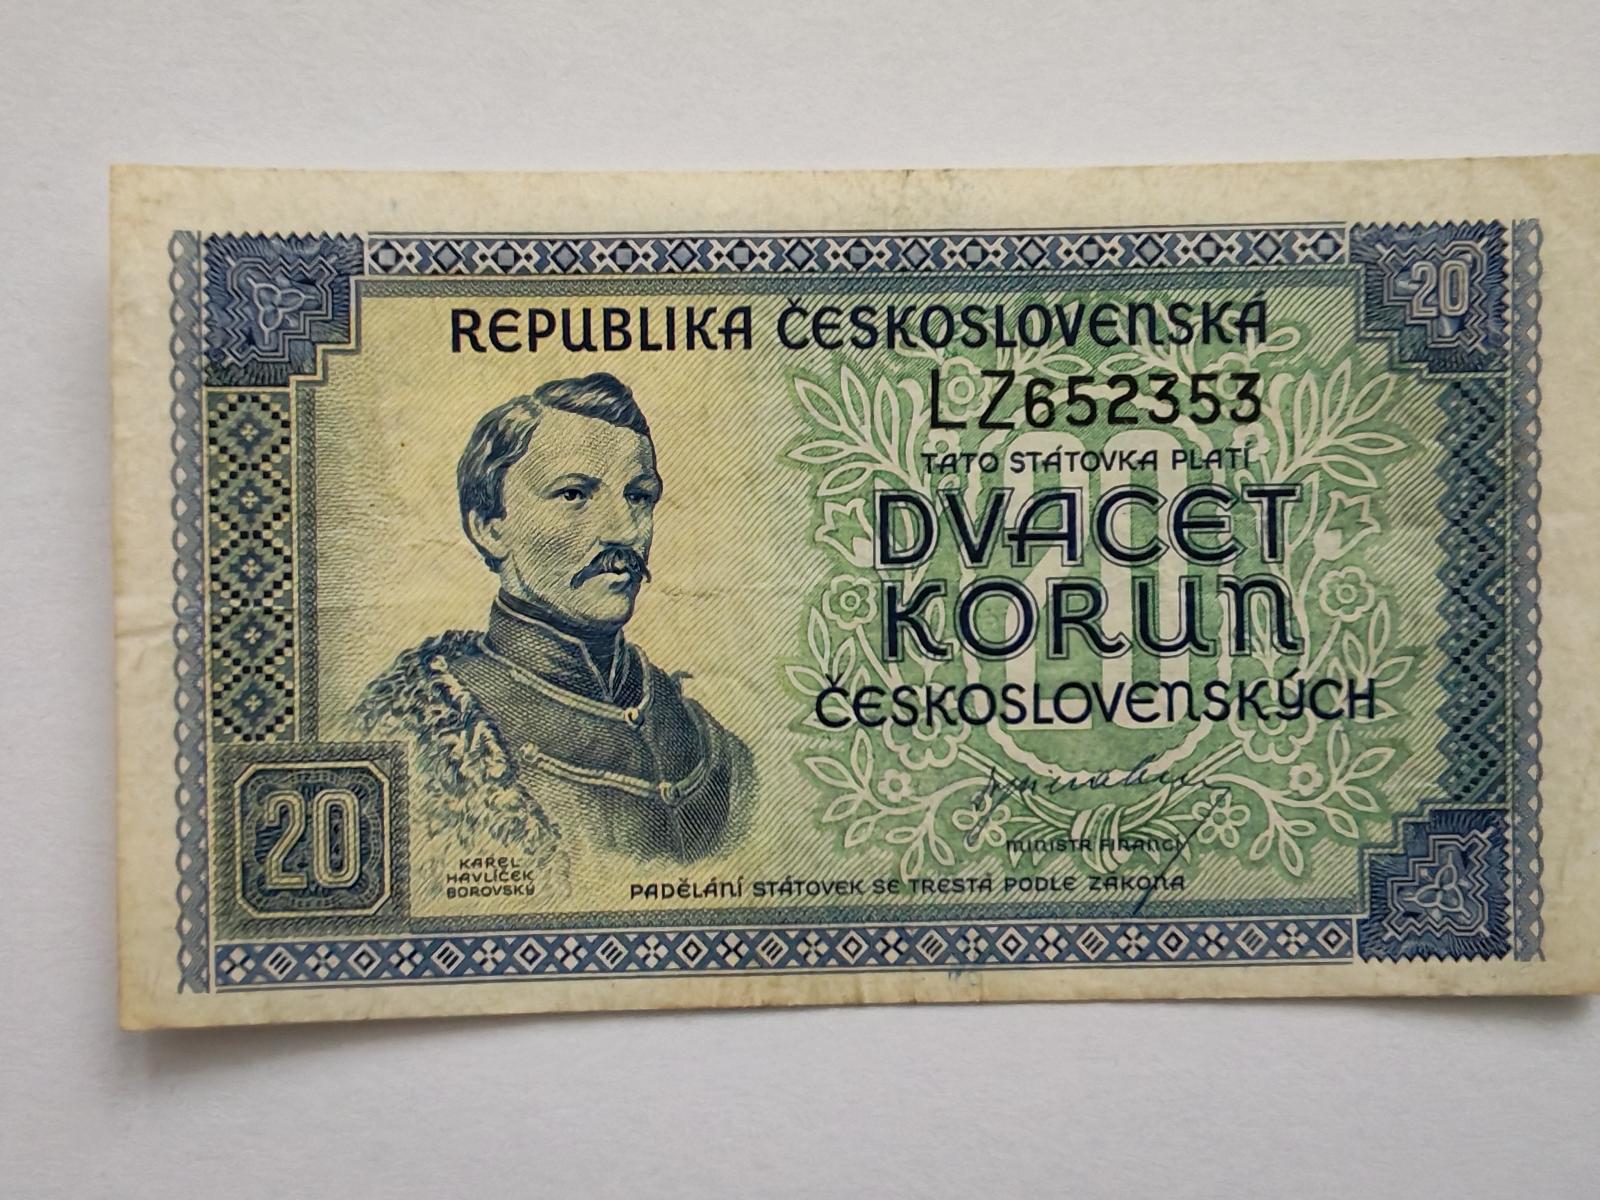 20
REPUBLIKA ČESKOSLOVENSKÁ
LZ652353
TATO STÁTOVKA PLATÍ
DVACET
KORUN
ČESKOSLOVENSKÝCH
20
MINISTR FINANCÍ
20
KAREL
HAVLÍČEK
BOROVSKÝ
PADĚLÁNÍ STÁTOVEK SE TRESTÁ PODLE ZÁKONA